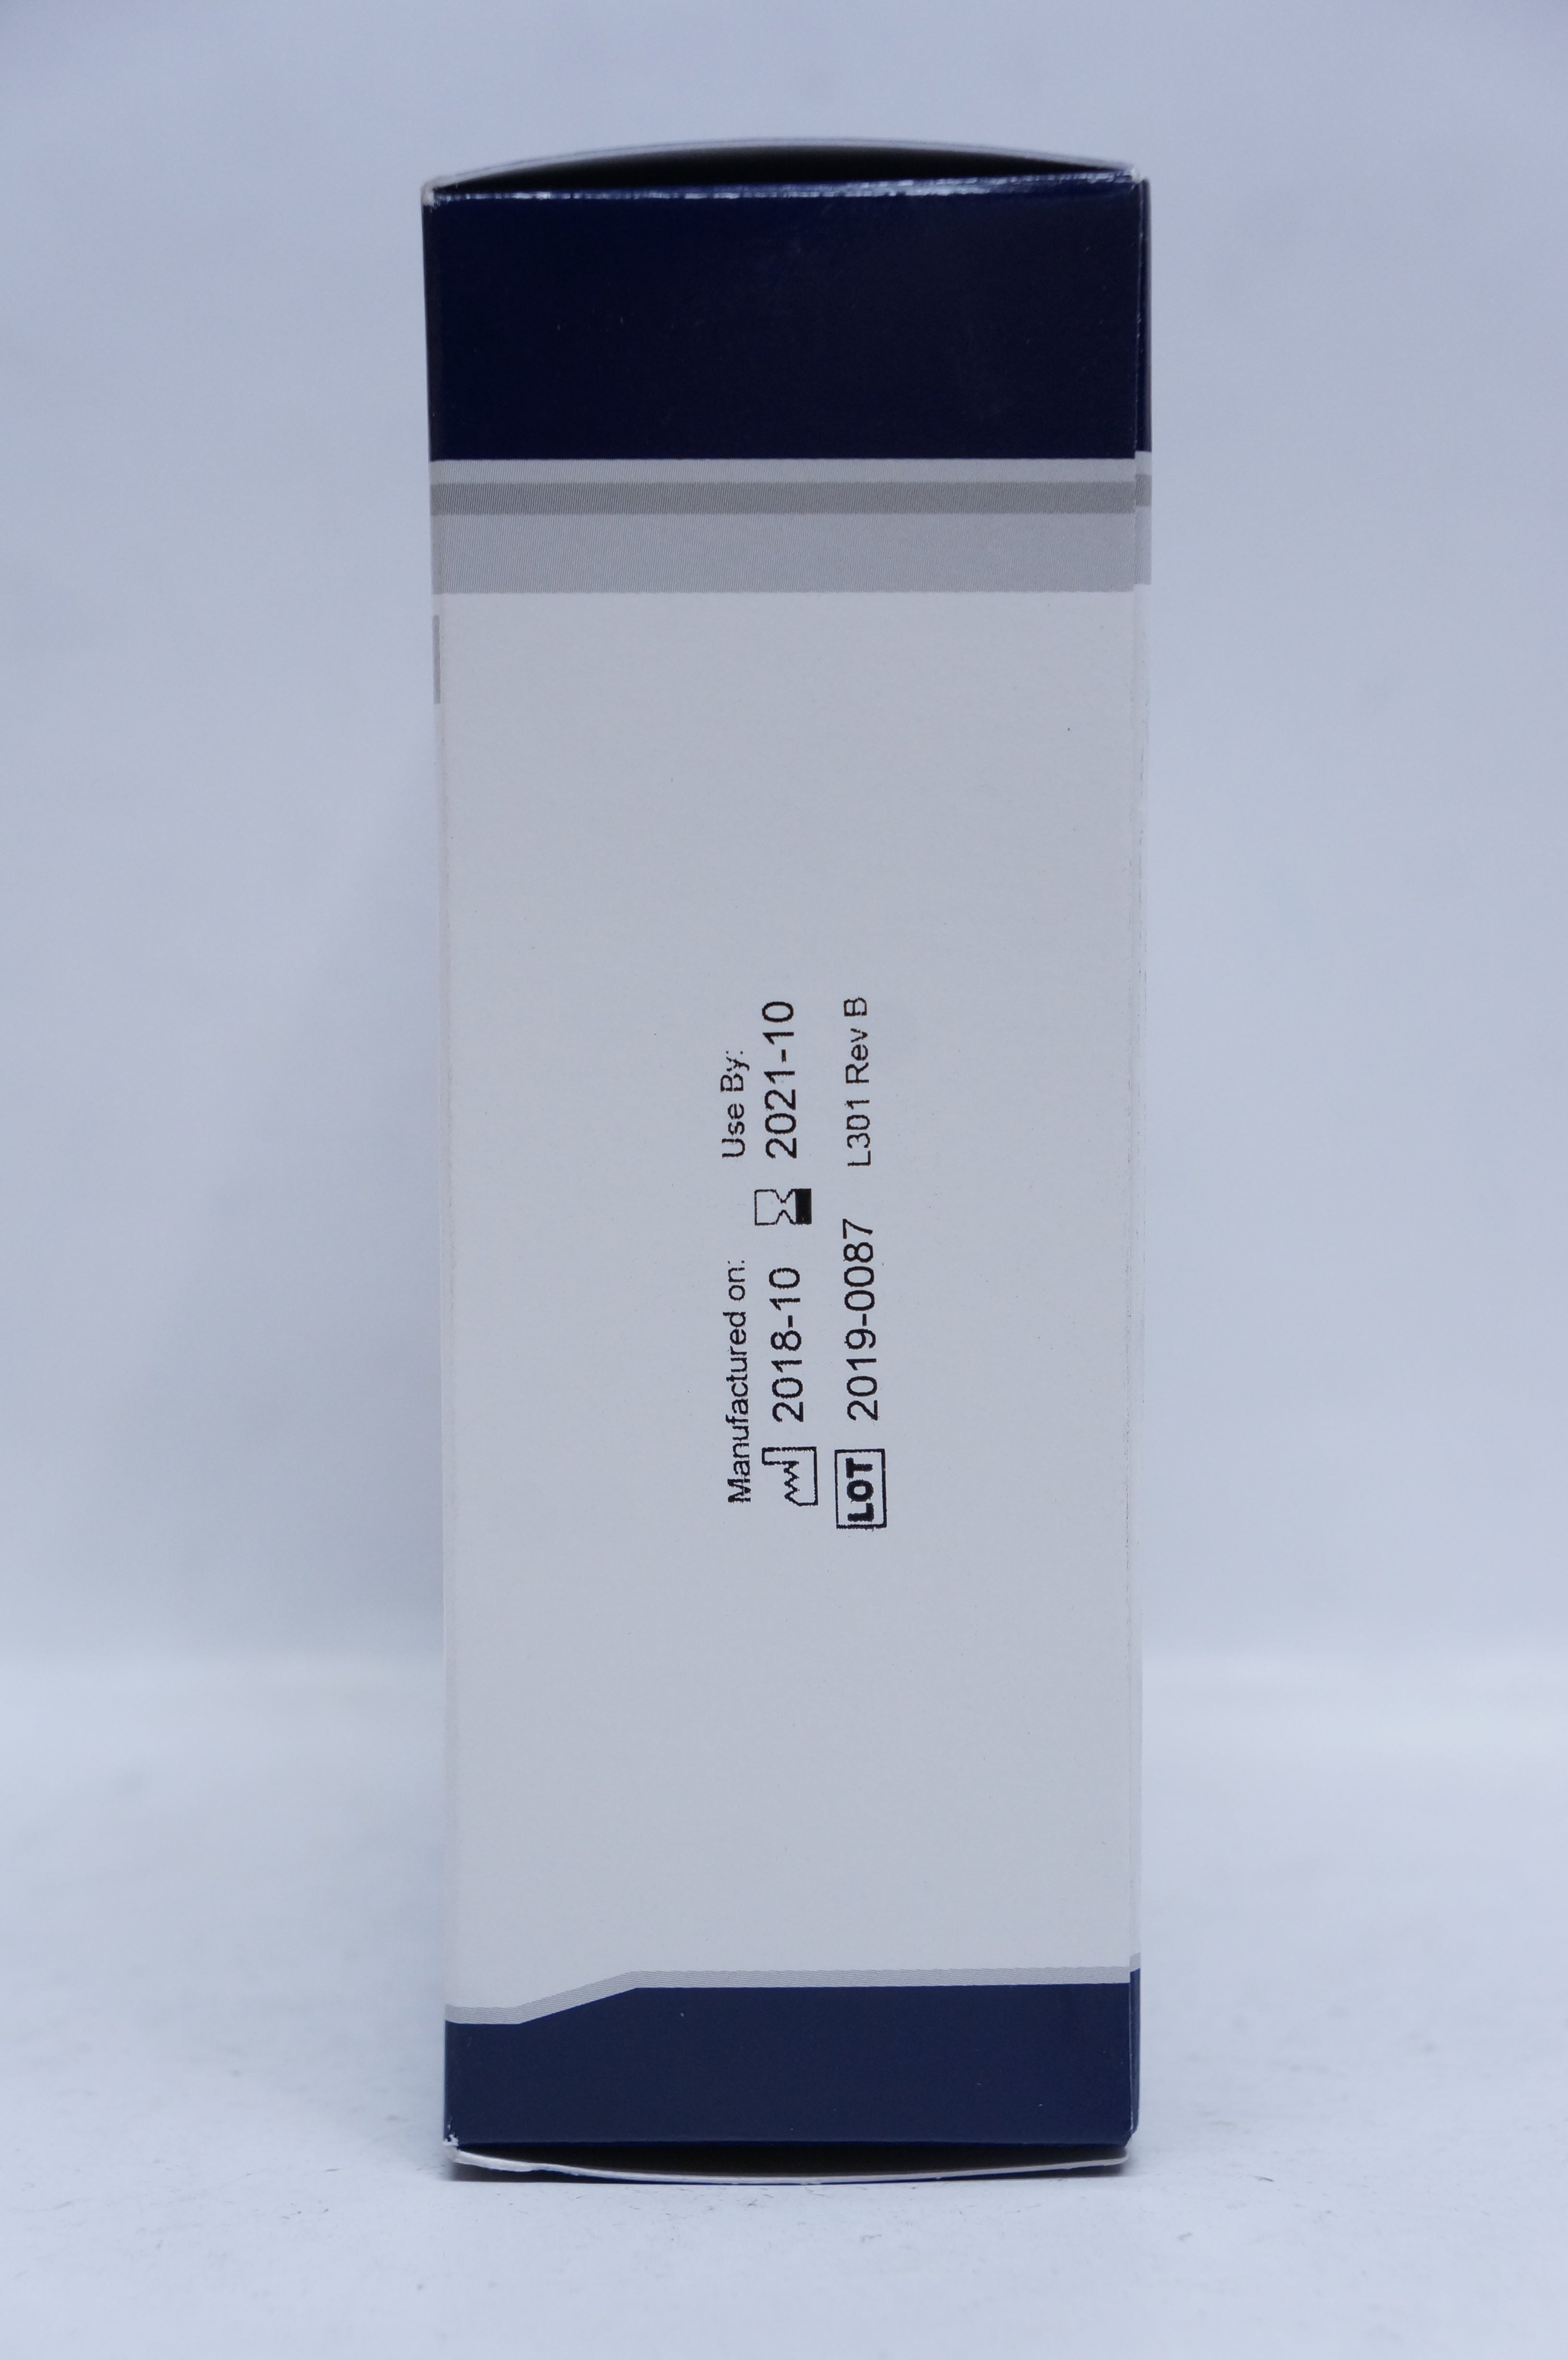 Manufactured on: Use By:
2018-10 2021-10
LOT 2019-0087 L301 Rev B